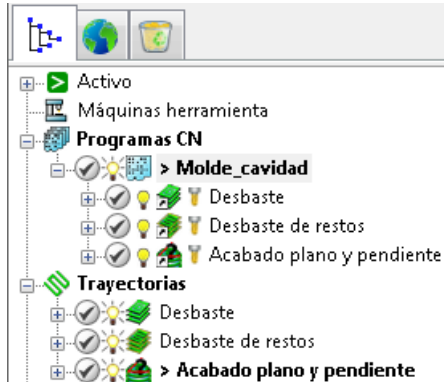 Activo
Máquinas herramienta
Programas CN
> Molde_cavidad
Desbaste
Desbaste de restos
Acabado plano y pendiente
Trayectorias
Desbaste
Desbaste de restos
> Acabado plano y pendiente